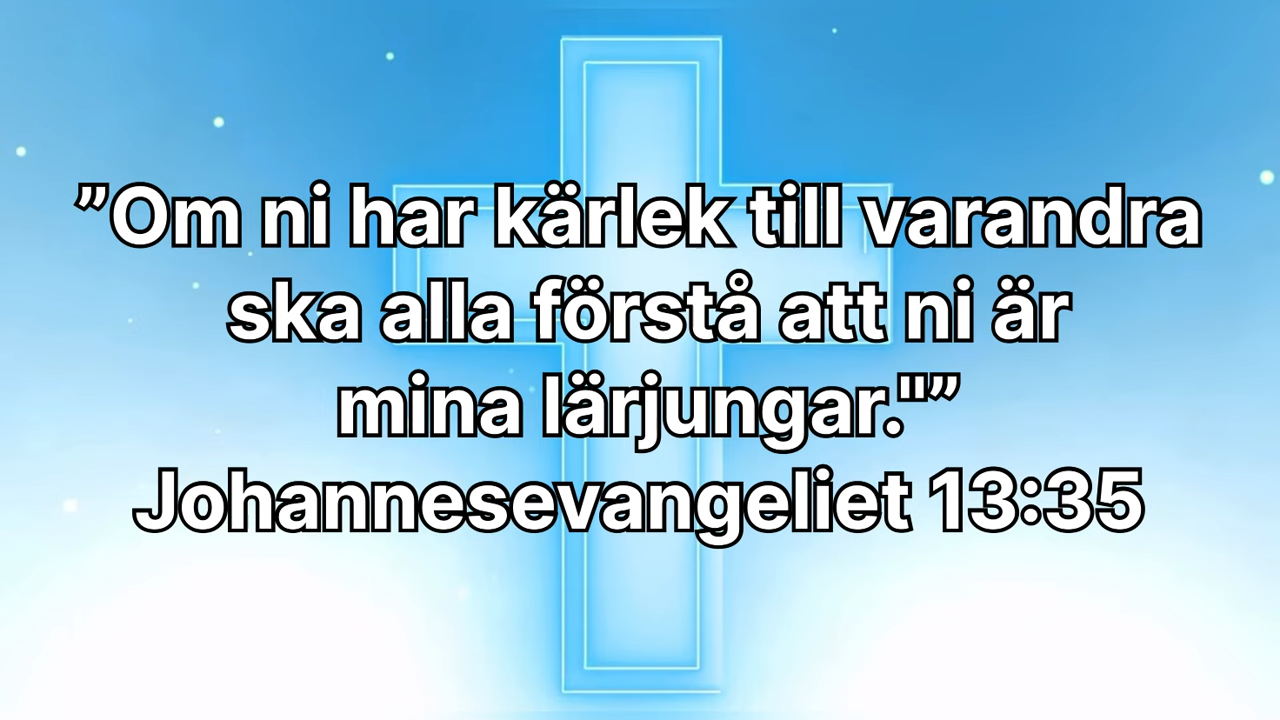 ”Om ni har kärlek till varandra
ska alla förstå att ni är
mina lärjungar."”
Johannesevangeliet 13:35